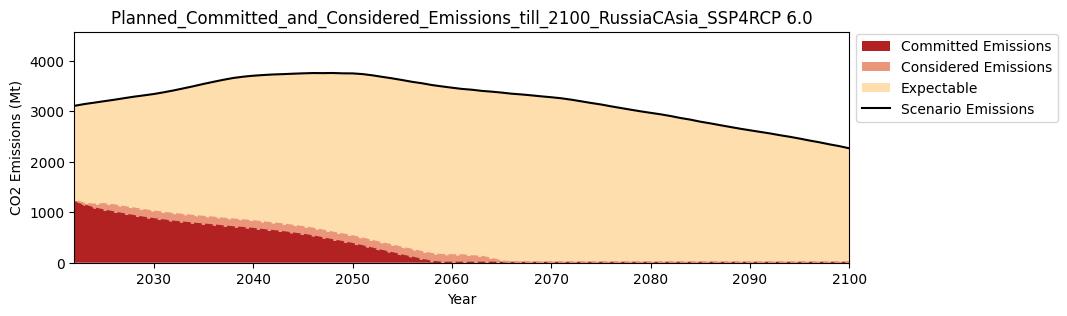 Planned_Committed_and_Considered_Emissions_till_2100_RussiaCAsia_SSP4RCP 6.0
CO2 Emissions (Mt)
4000
3000
2000
1000
0
2030 2040 2050 2060 2070 2080 2090 2100
Year
Committed Emissions
Considered Emissions
Expectable
Scenario Emissions